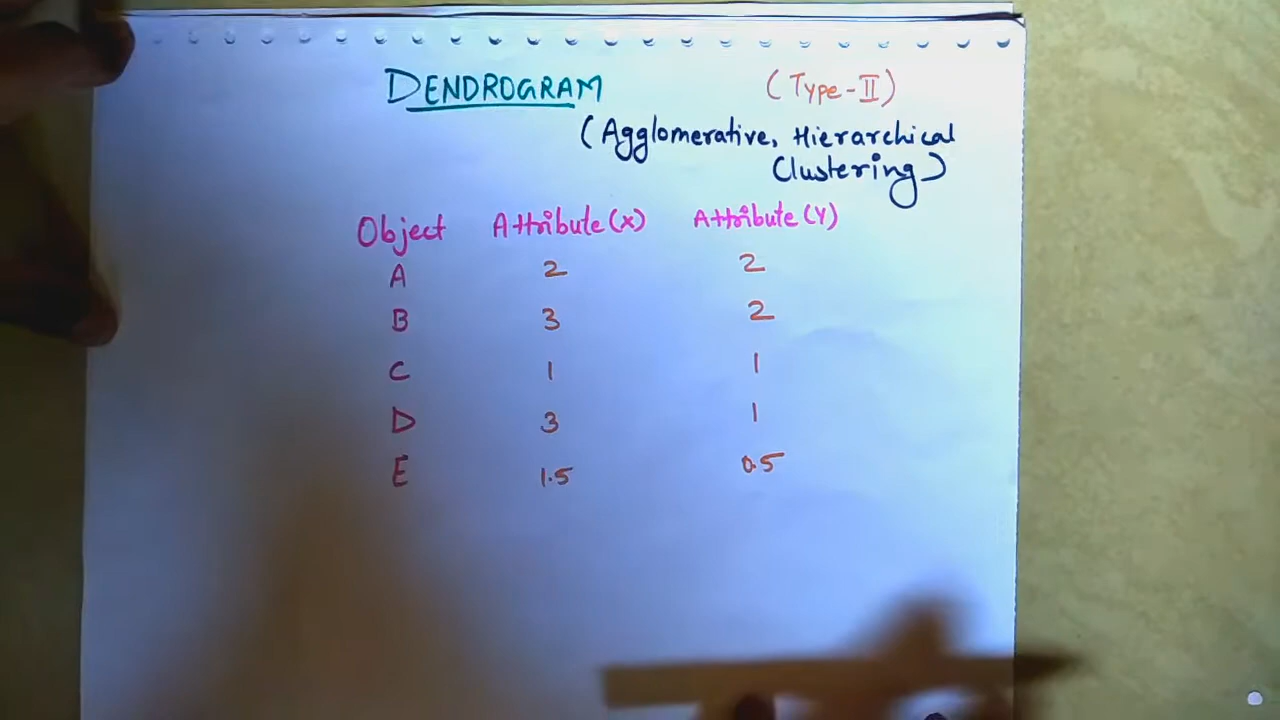 DENDROGRAM (Type-II)
(Agglomerative, Hierarchical
Clustering)
Object Attribute(X) Attribute(Y)
A 2 2
B 3 2
C 1 1
D 3 1
E 1.5 0.5